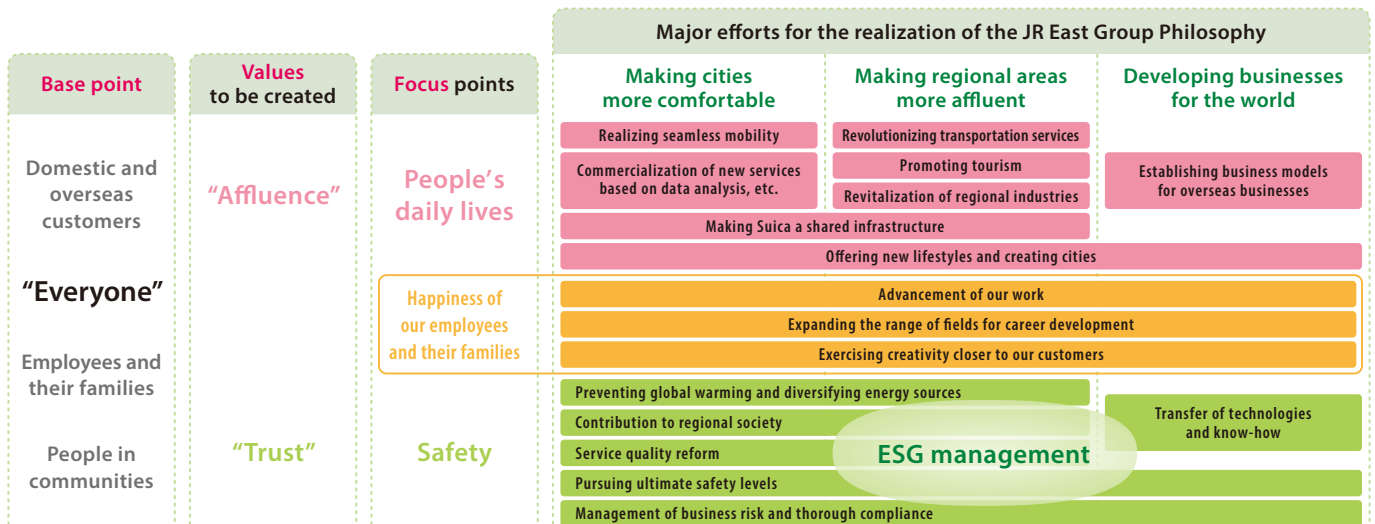 Major efforts for the realization of the JR East Group Philosophy
Base point
Values
to be created
Focus points
Making cities
more comfortable
Making regional areas
more affluent
Developing businesses
for the world
Domestic and
overseas
customers
“Everyone”
Employees and
their families
People in
communities
“Affluence”
“Trust”
People’s
daily lives
Happiness of
our employees
and their families
Safety
Realizing seamless mobility
Revolutionizing transportation services
Commercialization of new services
based on data analysis, etc.
Promoting tourism
Revitalization of regional industries
Establishing business models
for overseas businesses
Making Suica a shared infrastructure
Offering new lifestyles and creating cities
Advancement of our work
Expanding the range of fields for career development
Exercising creativity closer to our customers
Preventing global warming and diversifying energy sources
Contribution to regional society
Service quality reform
ESG management
Transfer of technologies
and know-how
Pursuing ultimate safety levels
Management of business risk and thorough compliance